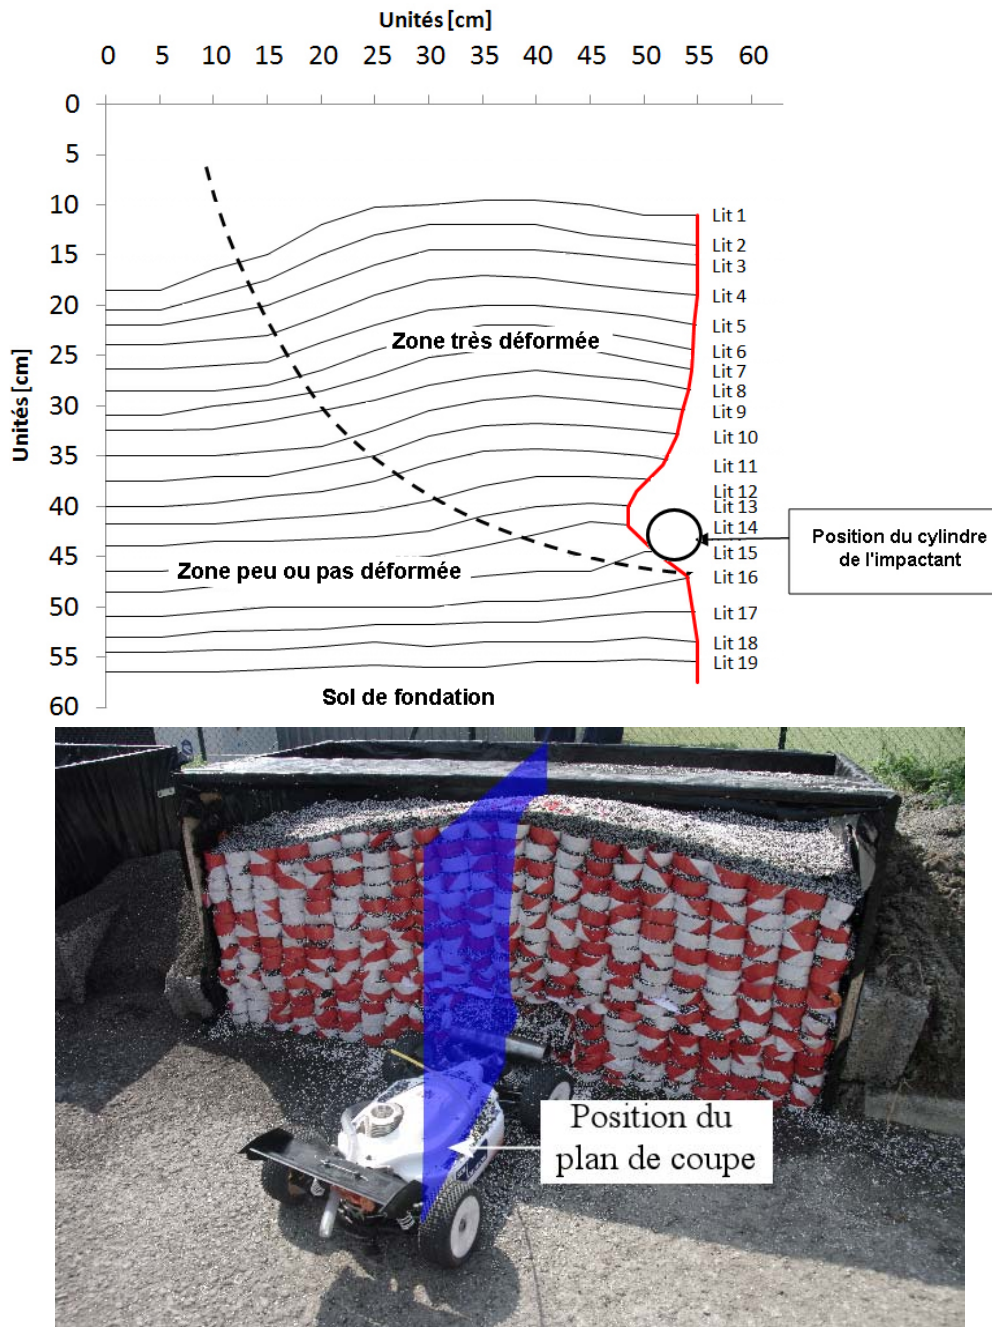 Unités [cm]
0 5 10 15 20 25 30 35 40 45 50 55 60
Unités [cm]
0
5
10
15
20
25
30
35
40
45
50
55
60
Lit 1
Lit 2
Lit 3
Lit 4
Lit 5
Lit 6
Lit 7
Lit 8
Lit 9
Lit 10
Lit 11
Lit 12
Lit 13
Lit 14
Lit 15
Lit 16
Lit 17
Lit 18
Lit 19
Zone très déformée
Zone peu ou pas déformée
Sol de fondation
Position du cylindre
de l'impactant
Position du
plan de coupe